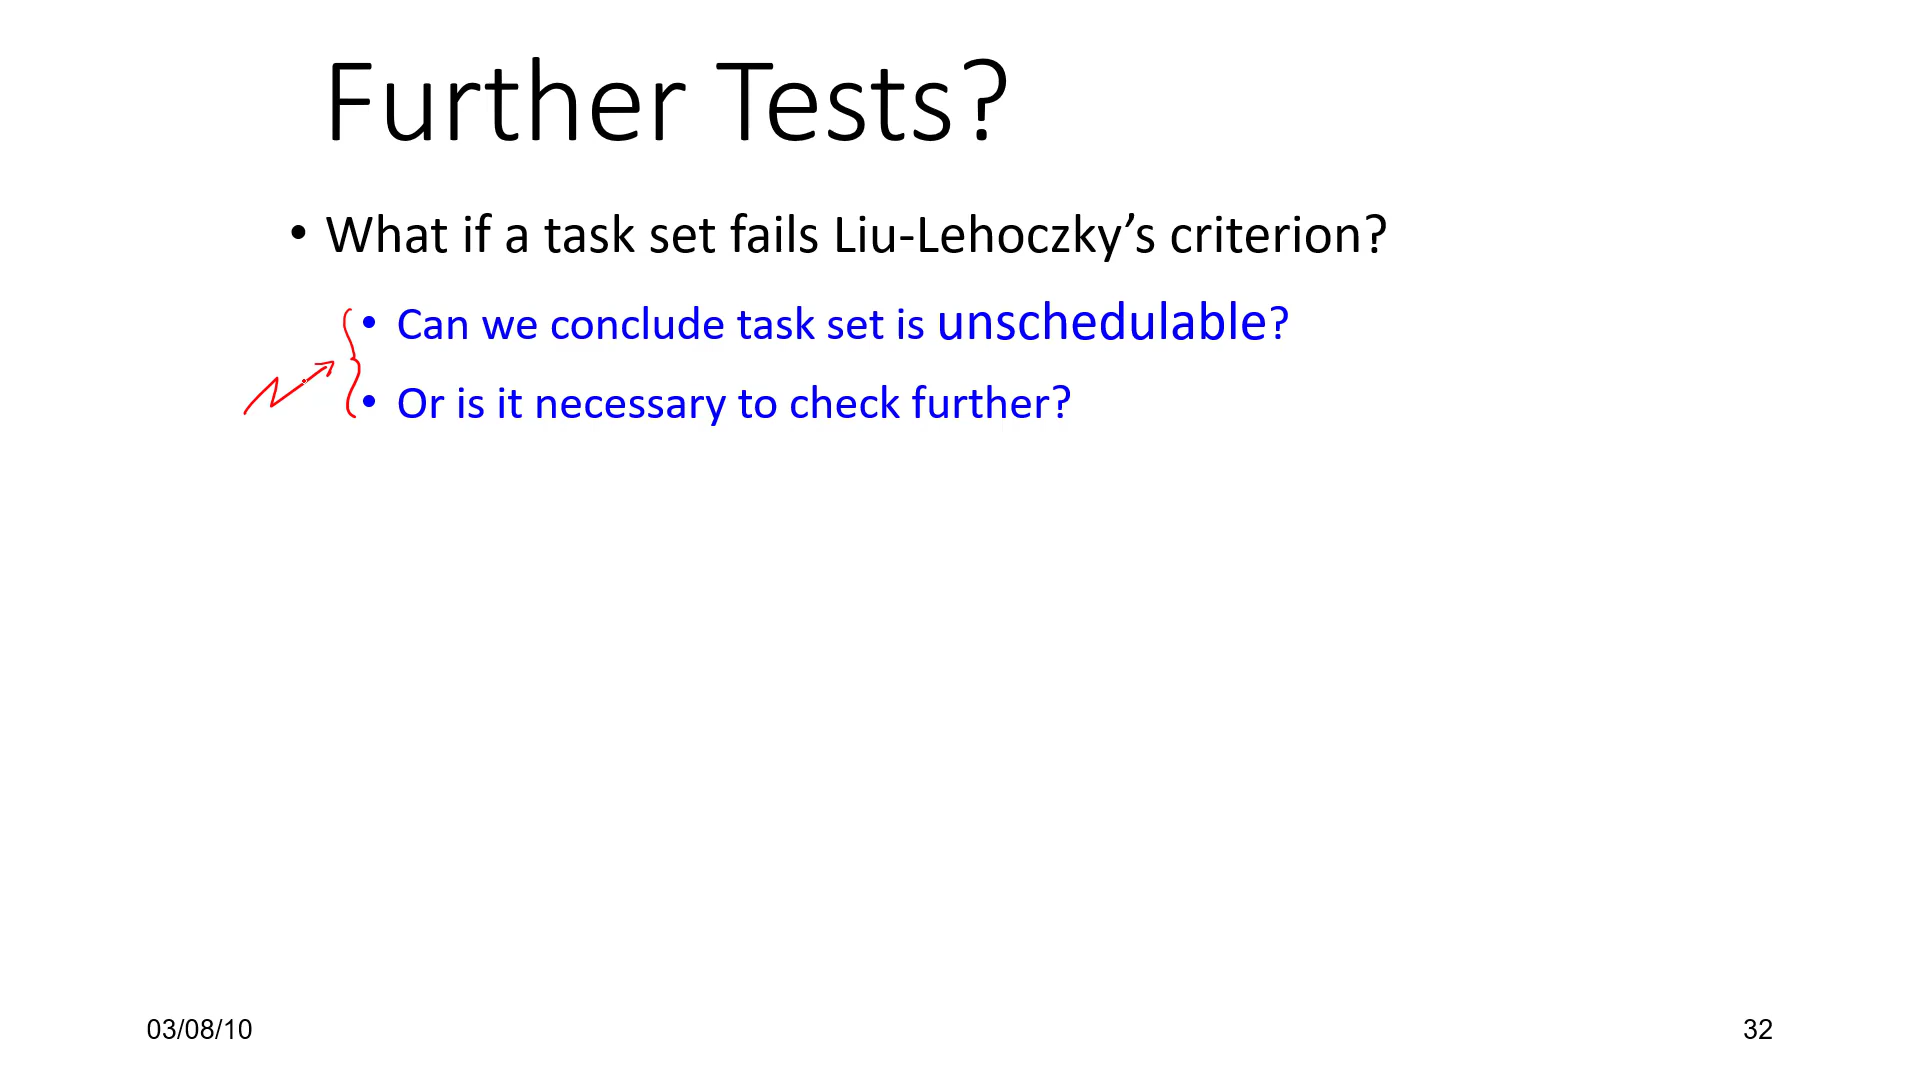 Further Tests?
• What if a task set fails Liu-Lehoczky’s criterion?
• Can we conclude task set is unschedulable?
• Or is it necessary to check further?
03/08/10
32